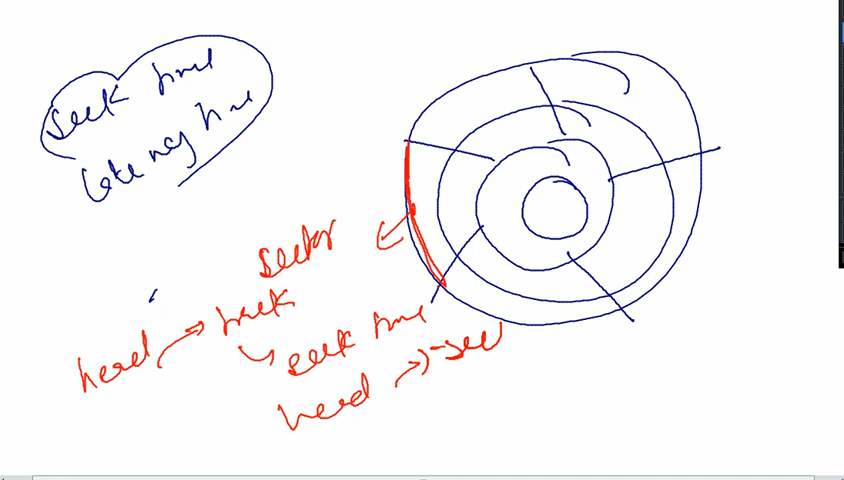 seek time
latency time
sector
head → track
seek time
head → sec